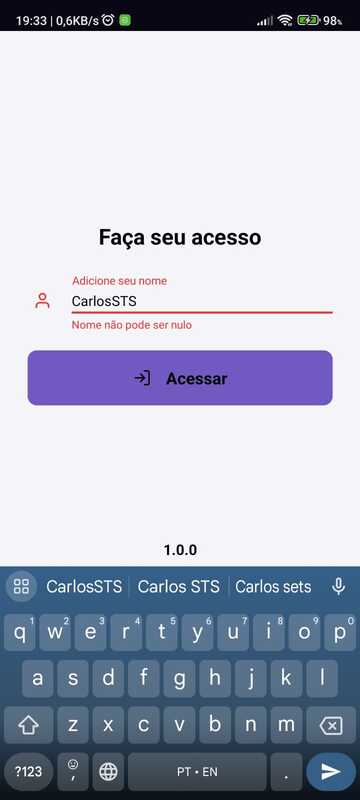 19:33 | 0,6KB/s
98%
Faça seu acesso
Adicione seu nome
CarlosSTS
Nome não pode ser nulo
Acessar
1.0.0
CarlosSTS Carlos STS Carlos sets
q1 w2 e3 r4 t5 y6 u7 i8 o9 p0
a s d f g h j k l
z x c v b n m
?123 , PT • EN .